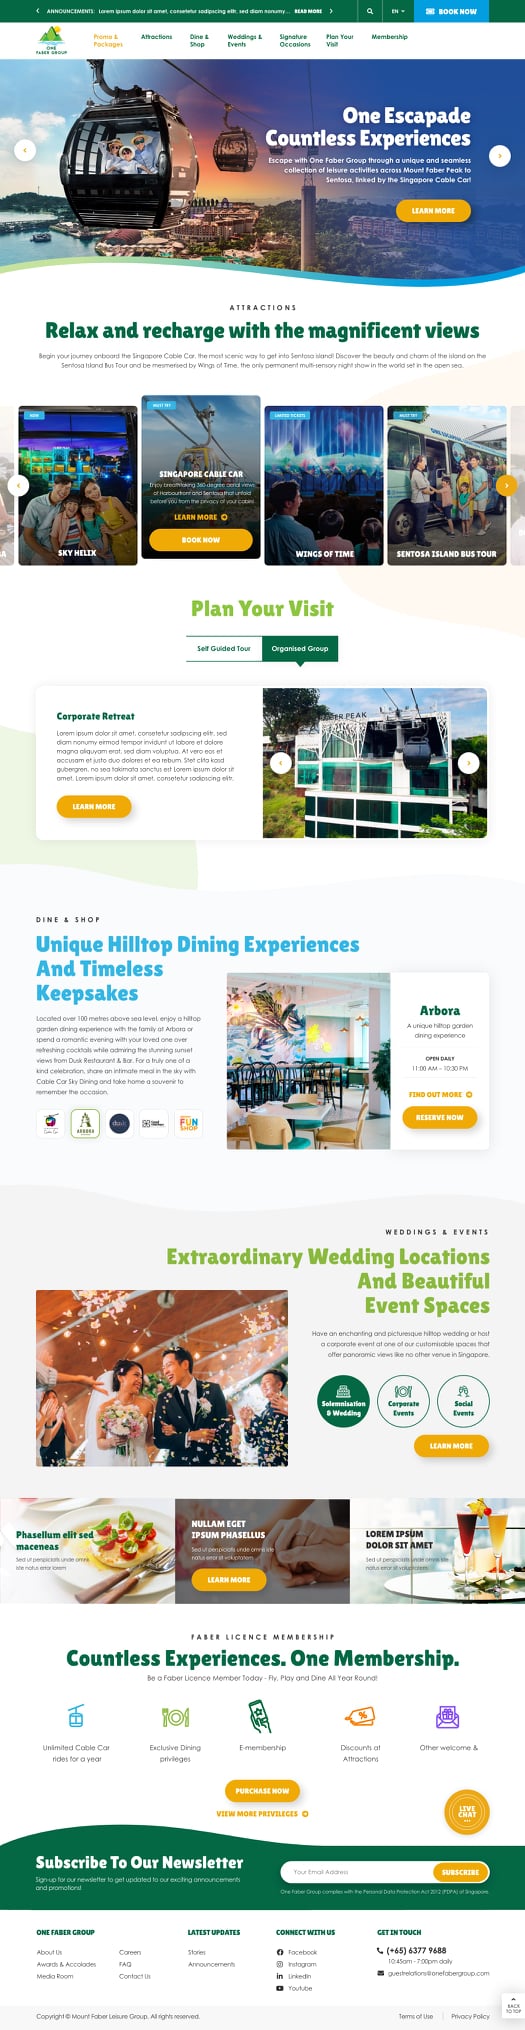 ANNOUNCEMENTS: Lorem ipsum dolor sit amet, consetetur sadipscing elitr, sed diam nonumy... READ MORE
EN
BOOK NOW
ONE
FABER GROUP
Promo &
Packages
Attractions
Dine &
Shop
Weddings &
Events
Signature
Occasions
Plan Your
Visit
Membership
One Escapade
Countless Experiences
Escape with One Faber Group through a unique and seamless
collection of leisure activities across Mount Faber Peak to
Sentosa, linked by the Singapore Cable Car!
LEARN MORE
ATTRACTIONS
Relax and recharge with the magnificent views
Begin your journey onboard the Singapore Cable Car, the most scenic way to get into Sentosa island! Discover the beauty and charm of the island on the
Sentosa Island Bus Tour and be mesmerised by Wings of Time, the only permanent multi-sensory night show in the world set in the open sea.
NEW
SKY HELIX
MUST TRY
SINGAPORE CABLE CAR
Enjoy breathtaking 360-degree aerial views
of Harbourfront and Sentosa that unfold
before you from the privacy of your cabin!
LEARN MORE
BOOK NOW
LIMITED TICKETS
WINGS OF TIME
MUST TRY
SENTOSA ISLAND BUS TOUR
Plan Your Visit
Self Guided Tour
Organised Group
Corporate Retreat
Lorem ipsum dolor sit amet, consetetur sadipscing elitr, sed
diam nonumy eirmod tempor invidunt ut labore et dolore
magna aliquyam erat, sed diam voluptua. At vero eos et
accusam et justo duo dolores et ea rebum. Stet clita kasd
gubergren, no sea takimata sanctus est Lorem ipsum dolor sit
amet. Lorem ipsum dolor sit amet, consetetur sadipscing elitr.
LEARN MORE
FABER PEAK
DINE & SHOP
Unique Hilltop Dining Experiences
And Timeless
Keepsakes
Located over 100 metres above sea level, enjoy a hilltop
garden dining experience with the family at Arbora or
spend a romantic evening with your loved one over
refreshing cocktails while admiring the stunning sunset
views from Dusk Restaurant & Bar. For a truly one of a
kind celebration, share an intimate meal in the sky with
Cable Car Sky Dining and take home a souvenir to
remember the occasion.
ARBORA
dusk
FUN
SHOP
Arbora
A unique hilltop garden
dining experience
OPEN DAILY
11:00 AM – 10:30 PM
FIND OUT MORE
RESERVE NOW
WEDDINGS & EVENTS
Extraordinary Wedding Locations
And Beautiful
Event Spaces
Have an enchanting and picturesque hilltop wedding or host
a corporate event at one of our customisable spaces that
offer panoramic views like no other venue in Singapore.
Solemnisation
& Wedding
Corporate
Events
Social
Events
LEARN MORE
Phasellum elit sed
maceneas
Sed ut perspiciatis unde omnis
iste natus error lorem
NULLAM EGET
IPSUM PHASELLUS
Sed ut perspiciatis unde omnis iste
natus error sit voluptatem
LEARN MORE
LOREM IPSUM
DOLOR SIT AMET
Sed ut perspiciatis unde omnis iste
natus error sit voluptatem
FABER LICENCE MEMBERSHIP
Countless Experiences. One Membership.
Be a Faber Licence Member Today - Fly, Play and Dine All Year Round!
Unlimited Cable Car
rides for a year
Exclusive Dining
privileges
E-membership
Discounts at
Attractions
Other welcome &
PURCHASE NOW
VIEW MORE PRIVILEGES
LIVE
CHAT
Subscribe To Our Newsletter
Sign-up for our newsletter to get updated to our exciting announcements
and promotions!
Your Email Address
SUBSCRIBE
One Faber Group complies with the Personal Data Protection Act 2012 (PDPA) of Singapore.
ONE FABER GROUP
About Us
Awards & Accolades
Media Room
Careers
FAQ
Contact Us
LATEST UPDATES
Stories
Announcements
CONNECT WITH US
Facebook
Instagram
LinkedIn
Youtube
GET IN TOUCH
(+65) 6377 9688
10:45am - 7:00pm daily
guestrelations@onefabergroup.com
BACK
TO TOP
Copyright © Mount Faber Leisure Group. All rights reserved.
Terms of Use
Privacy Policy